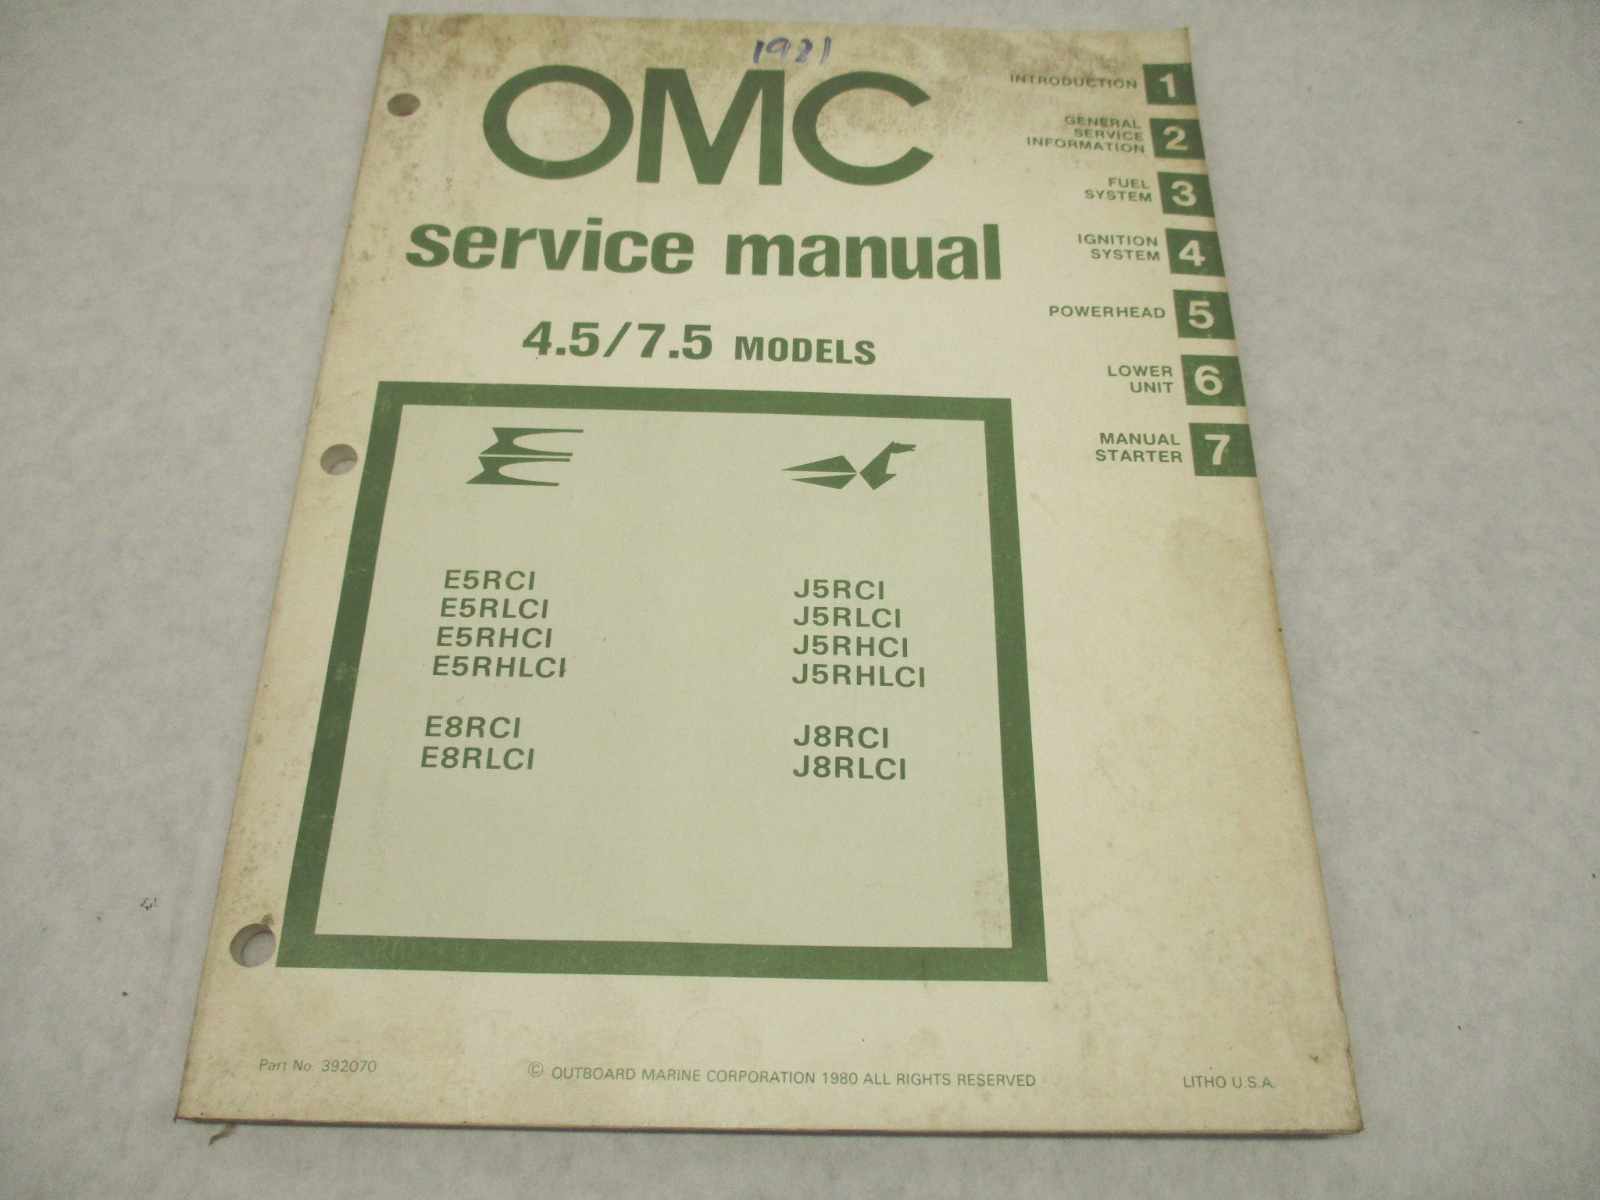 1981
OMC
service manual
4.5/7.5 MODELS
INTRODUCTION 1
GENERAL
SERVICE
INFORMATION 2
FUEL
SYSTEM 3
IGNITION
SYSTEM 4
POWERHEAD 5
LOWER
UNIT 6
MANUAL
STARTER 7
E5RCI
E5RLCI
E5RHCI
E5RHLCI
E8RCI
E8RLCI
J5RCI
J5RLCI
J5RHCI
J5RHLCI
J8RCI
J8RLCI
Part No. 392070
© OUTBOARD MARINE CORPORATION 1980 ALL RIGHTS RESERVED
LITHO U.S.A.